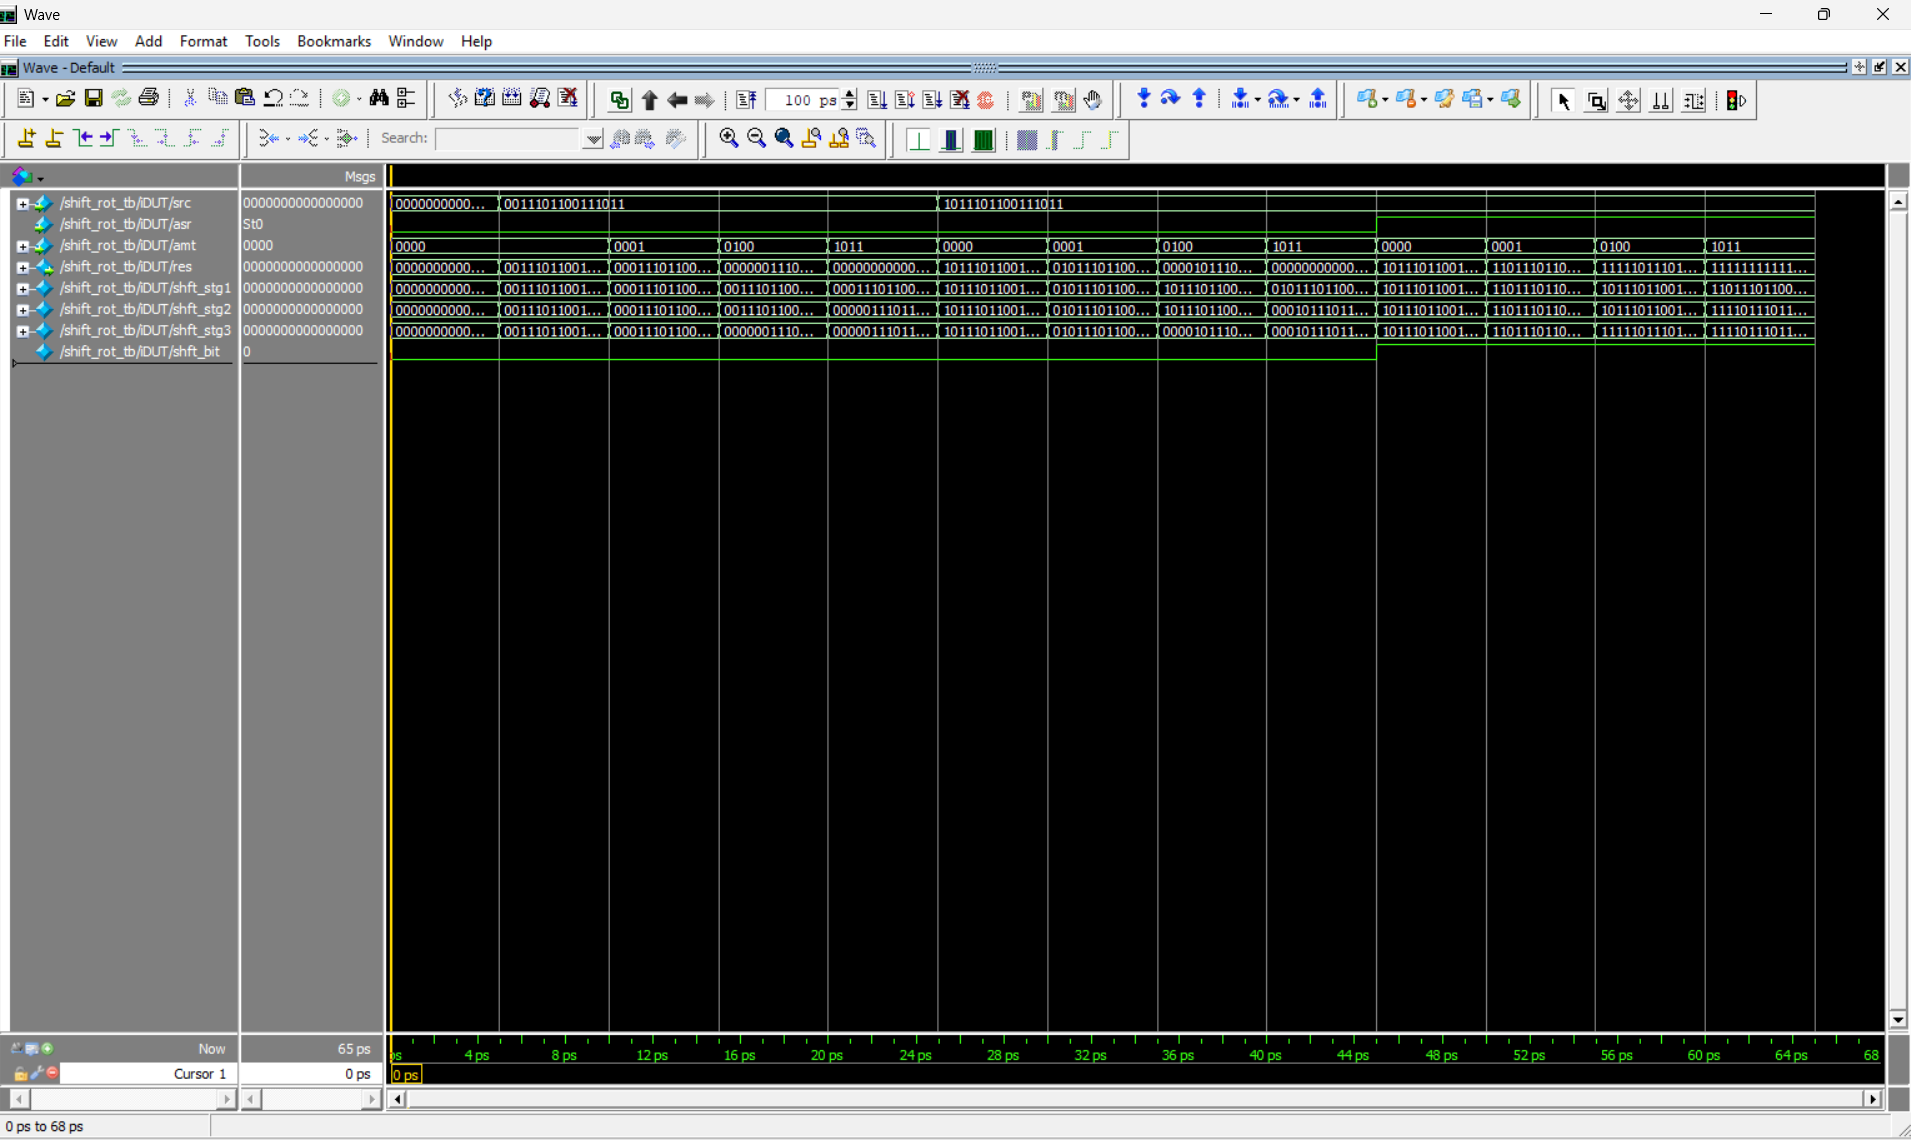 Wave
File Edit View Add Format Tools Bookmarks Window Help
Wave - Default
100 ps
Search:
Msgs
/shift_rot_tb/iDUT/src 0000000000000000 0000000000... 0011101100111011 1011101100111011
/shift_rot_tb/iDUT/asr St0
/shift_rot_tb/iDUT/amt 0000 0000 0001 0100 1011 0000 0001 0100 1011 0000 0001 0100 1011
/shift_rot_tb/iDUT/res 0000000000000000 0000000000... 00111011001... 00011101100... 0000001110... 00000000000... 10111011001... 01011101100... 0000101110... 00000000000... 10111011001... 1101110110... 11111011101... 11111111111...
/shift_rot_tb/iDUT/shft_stg1 0000000000000000 0000000000... 00111011001... 00011101100... 0011101100... 00011101100... 10111011001... 01011101100... 1011101100... 01011101100... 10111011001... 1101110110... 10111011001... 11011101100...
/shift_rot_tb/iDUT/shft_stg2 0000000000000000 0000000000... 00111011001... 00011101100... 0011101100... 00000111011... 10111011001... 01011101100... 1011101100... 00010111011... 10111011001... 1101110110... 10111011001... 11110111011...
/shift_rot_tb/iDUT/shft_stg3 0000000000000000 0000000000... 00111011001... 00011101100... 0000001110... 00000111011... 10111011001... 01011101100... 0000101110... 00010111011... 10111011001... 1101110110... 11111011101... 11110111011...
/shift_rot_tb/iDUT/shft_bit 0
Now 65 ps ps 4 ps 8 ps 12 ps 16 ps 20 ps 24 ps 28 ps 32 ps 36 ps 40 ps 44 ps 48 ps 52 ps 56 ps 60 ps 64 ps 68
Cursor 1 0 ps 0 ps
0 ps to 68 ps